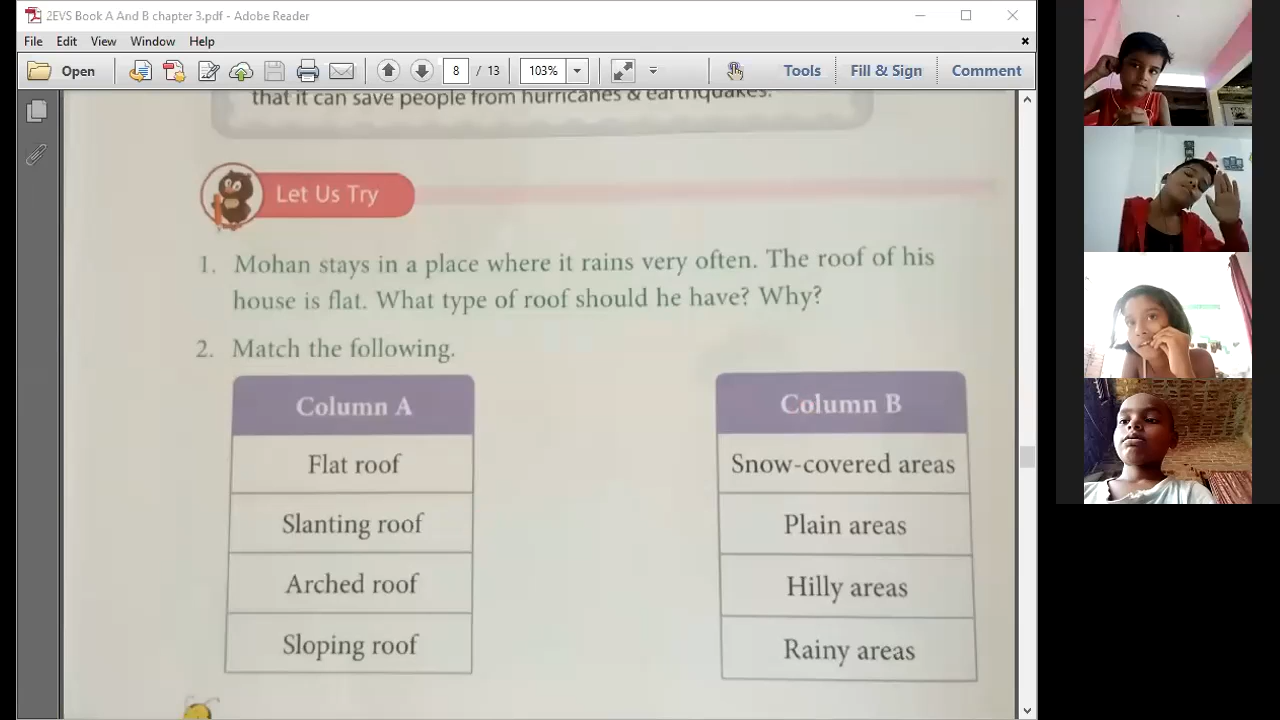 2EVS Book A And B chapter 3.pdf - Adobe Reader
File Edit View Window Help
Open 8 / 13 103% Tools Fill & Sign Comment
that it can save people from hurricanes & earthquakes.
Let Us Try
1. Mohan stays in a place where it rains very often. The roof of his
house is flat. What type of roof should he have? Why?
2. Match the following.
Column A Column B
Flat roof Snow-covered areas
Slanting roof Plain areas
Arched roof Hilly areas
Sloping roof Rainy areas